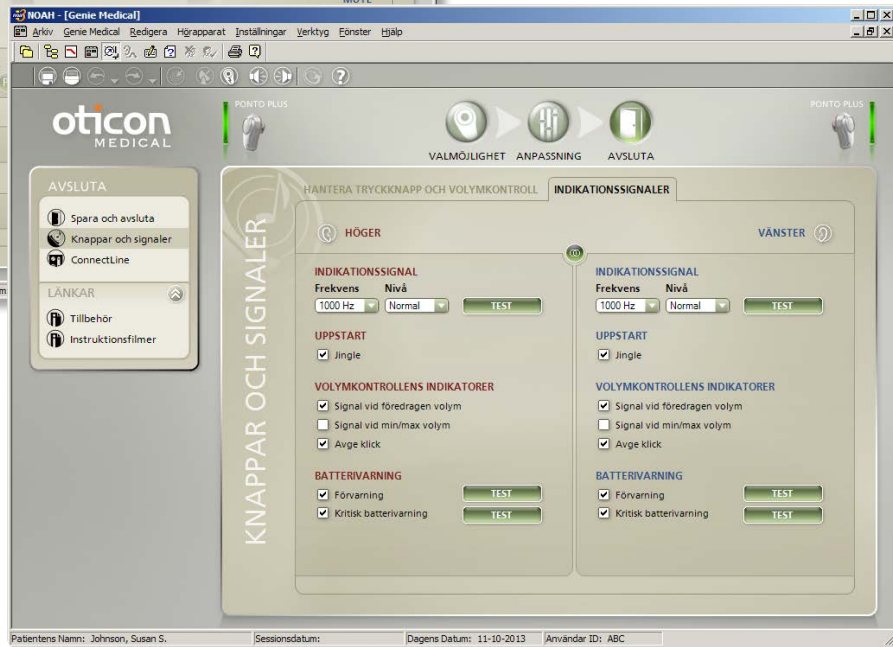 MUTE
NOAH - [Genie Medical]
Arkiv Genie Medical Redigera Hörapparat Inställningar Verktyg Fönster Hjälp
PONTO PLUS
PONTO PLUS
oticon
MEDICAL
VALMÖJLIGHET ANPASSNING AVSLUTA
AVSLUTA
Spara och avsluta
Knappar och signaler
ConnectLine
LÄNKAR
Tillbehör
Instruktionsfilmer
KNAPPAR OCH SIGNALER
HANTERA TRYCKKNAPP OCH VOLYMKONTROLL INDIKATIONSSIGNALER
HÖGER
INDIKATIONSSIGNAL
Frekvens Nivå
1000 Hz Normal TEST
UPPSTART
Jingle
VOLYMKONTROLLENS INDIKATORER
Signal vid föredragen volym
Signal vid min/max volym
Avge klick
BATTERIVARNING
Förvarning TEST
Kritisk batterivarning TEST
VÄNSTER
INDIKATIONSSIGNAL
Frekvens Nivå
1000 Hz Normal TEST
UPPSTART
Jingle
VOLYMKONTROLLENS INDIKATORER
Signal vid föredragen volym
Signal vid min/max volym
Avge klick
BATTERIVARNING
Förvarning TEST
Kritisk batterivarning TEST
Patientens Namn: Johnson, Susan S. Sessionsdatum: Dagens Datum: 11-10-2013 Användar ID: ABC